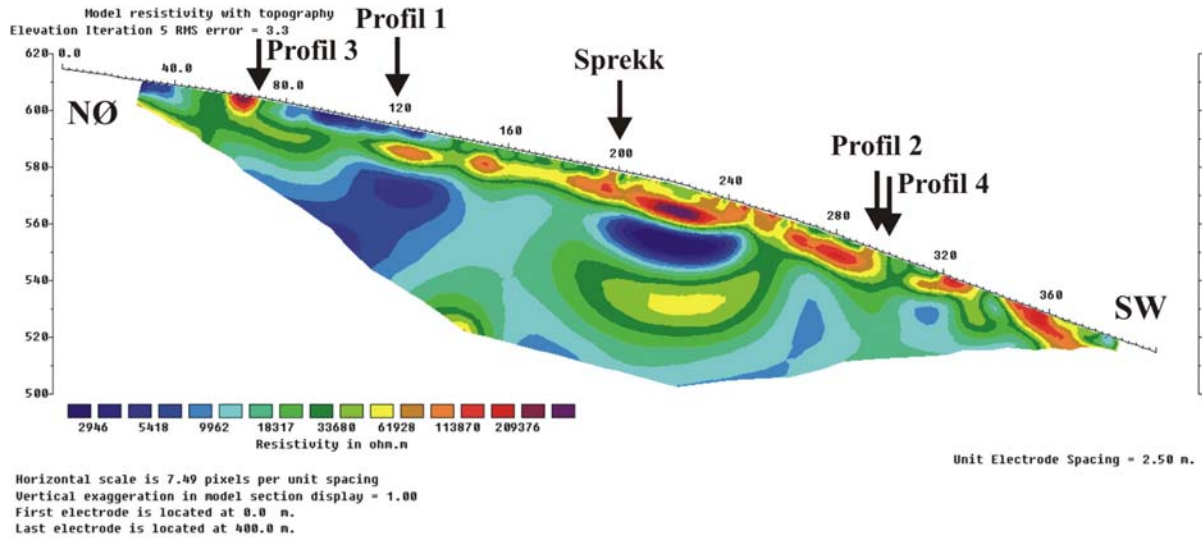 Model resistivity with topography
Elevation Iteration 5 RMS error = 3.3
Profil 1
Profil 3
Sprekk
Profil 2
Profil 4
NØ
SW
0.0
40.0
80.0
120
160
200
240
280
320
360
620
600
580
560
540
520
500
2946 5418 9962 18317 33680 61928 113870 209376
Resistivity in ohm.m
Unit Electrode Spacing = 2.50 m.
Horizontal scale is 7.49 pixels per unit spacing
Vertical exaggeration in model section display = 1.00
First electrode is located at 0.0 m.
Last electrode is located at 400.0 m.